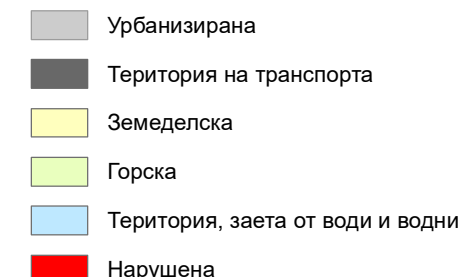 Урбанизирана
Територия на транспорта
Земеделска
Горска
Територия, заета от води и водни
Нарушена